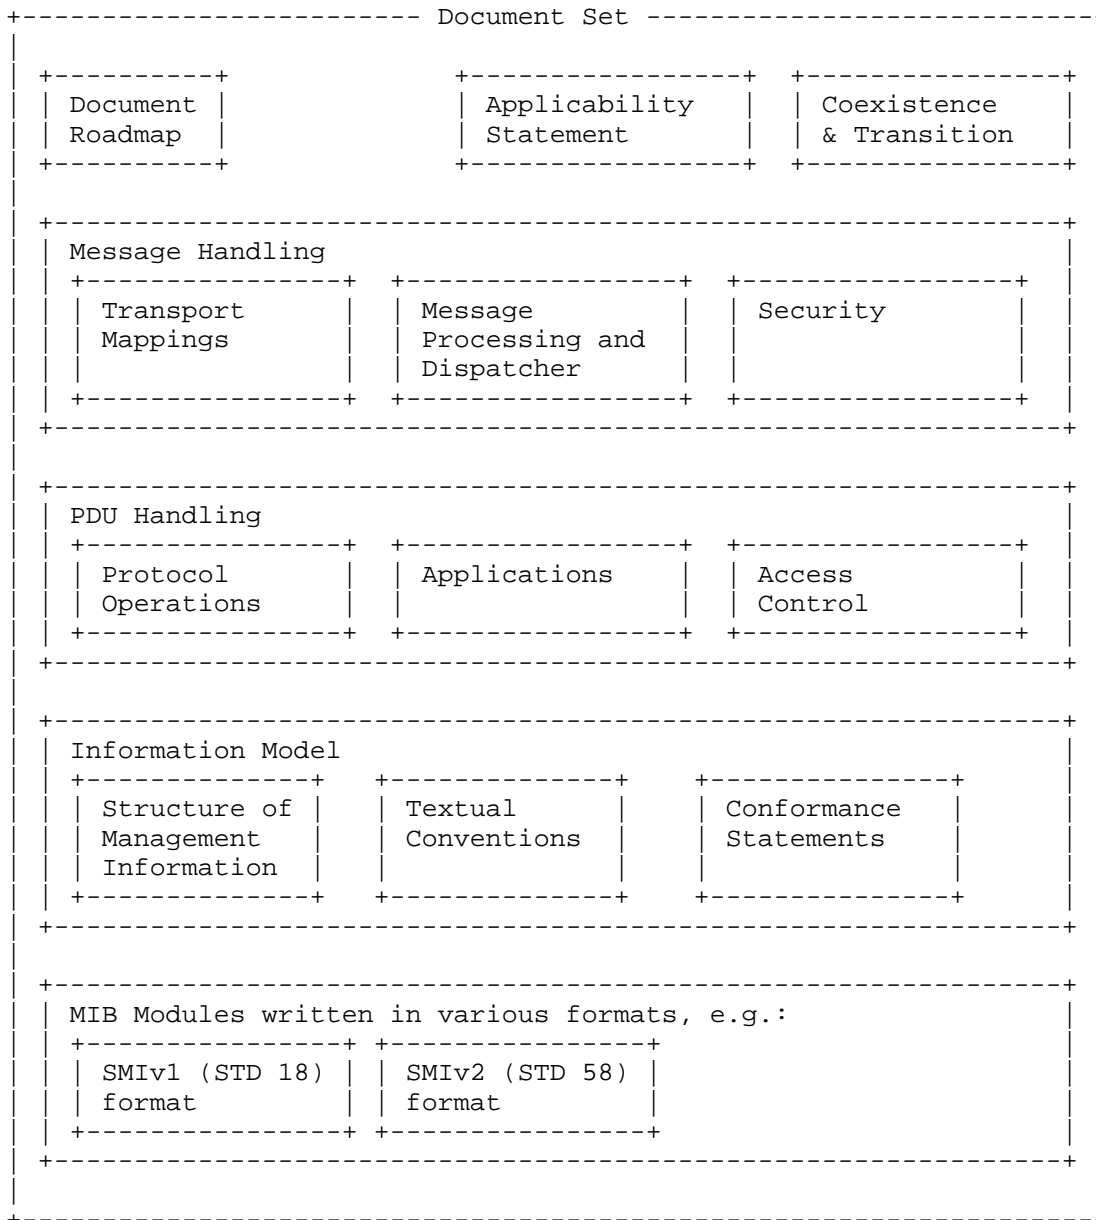 Document Set
Document Applicability Coexistence
Roadmap Statement & Transition
Message Handling
Transport Message Security
Mappings Processing and
Dispatcher
PDU Handling
Protocol Applications Access
Operations Control
Information Model
Structure of Textual Conformance
Management Conventions Statements
Information
MIB Modules written in various formats, e.g.:
SMIv1 (STD 18) SMIv2 (STD 58)
format format